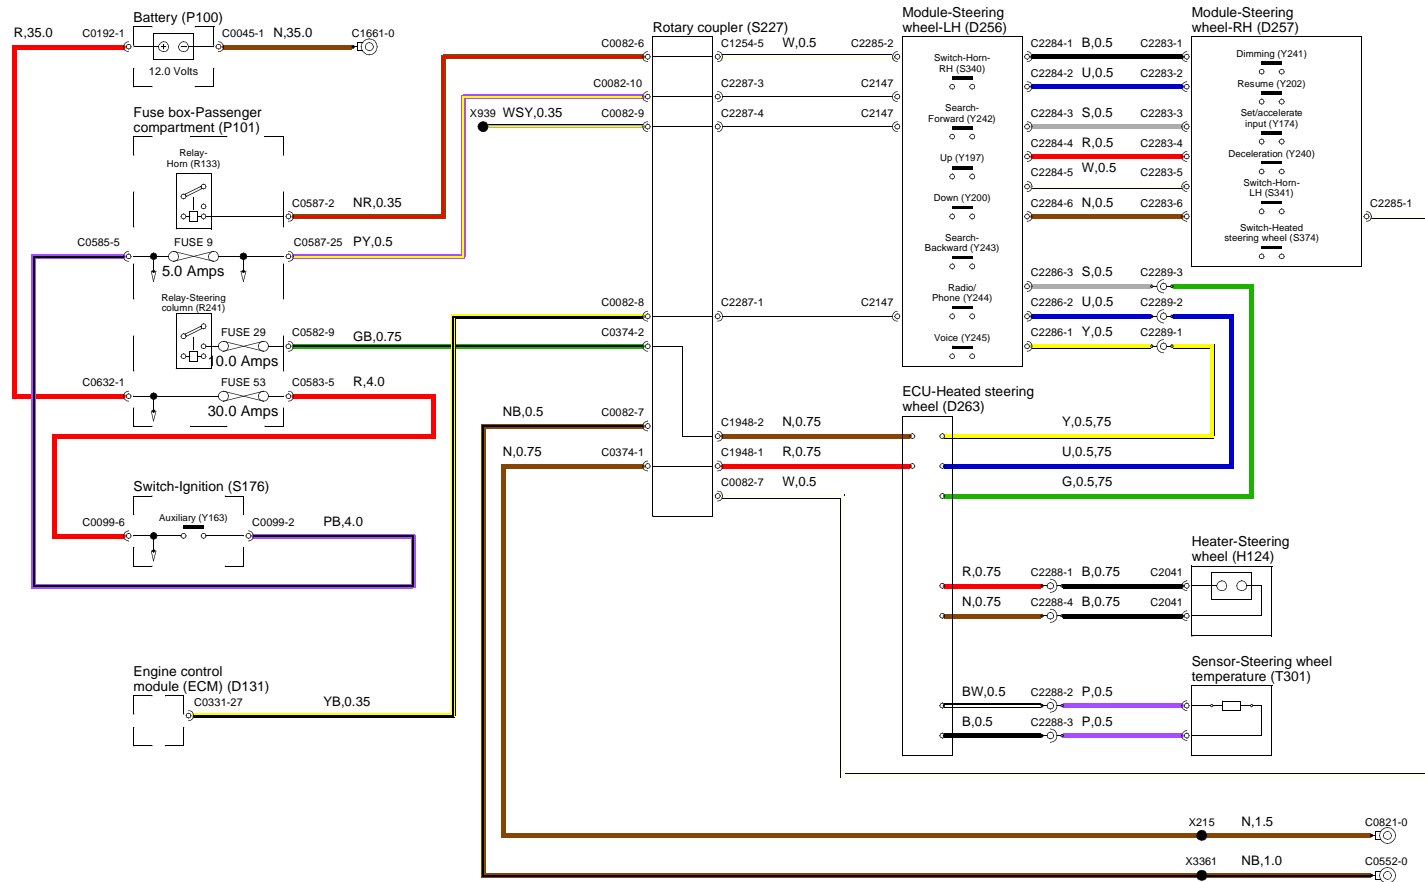 Battery (P100)
R,35.0
C0192-1
C0045-1
N,35.0
C1661-0
12.0 Volts
Fuse box-Passenger
compartment (P101)
Relay-
Horn (R133)
C0587-2
NR,0.35
C0585-5
FUSE 9
C0587-25
PY,0.5
5.0 Amps
Relay-Steering
column (R241)
FUSE 29
C0582-9
GB,0.75
10.0 Amps
C0632-1
FUSE 53
C0583-5
R,4.0
30.0 Amps
Switch-Ignition (S176)
C0099-6
Auxiliary (Y163)
C0099-2
PB,4.0
Engine control
module (ECM) (D131)
C0331-27
YB,0.35
Rotary coupler (S227)
C0082-6
C1254-5
W,0.5
C2285-2
C0082-10
C2287-3
C2147
X939
WSY,0.35
C0082-9
C2287-4
C2147
C0082-8
C2287-1
C2147
C0374-2
NB,0.5
C0082-7
C1948-2
N,0.75
N,0.75
C0374-1
C1948-1
R,0.75
C0082-7
W,0.5
Module-Steering
wheel-LH (D256)
Switch-Horn-
RH (S340)
Search-
Forward (Y242)
Up (Y197)
Down (Y200)
Search-
Backward (Y243)
Radio/
Phone (Y244)
Voice (Y245)
C2284-1
B,0.5
C2283-1
C2284-2
U,0.5
C2283-2
C2284-3
S,0.5
C2283-3
C2284-4
R,0.5
C2283-4
C2284-5
W,0.5
C2283-5
C2284-6
N,0.5
C2283-6
C2286-3
S,0.5
C2289-3
C2286-2
U,0.5
C2289-2
C2286-1
Y,0.5
C2289-1
Module-Steering
wheel-RH (D257)
Dimming (Y241)
Resume (Y202)
Set/accelerate
input (Y174)
Deceleration (Y240)
Switch-Horn-
LH (S341)
Switch-Heated
steering wheel (S374)
C2285-1
ECU-Heated steering
wheel (D263)
Y,0.5,75
U,0.5,75
G,0.5,75
R,0.75
C2288-1
B,0.75
C2041
N,0.75
C2288-4
B,0.75
C2041
Heater-Steering
wheel (H124)
Sensor-Steering wheel
temperature (T301)
BW,0.5
C2288-2
P,0.5
B,0.5
C2288-3
P,0.5
X215
N,1.5
C0821-0
X3361
NB,1.0
C0552-0